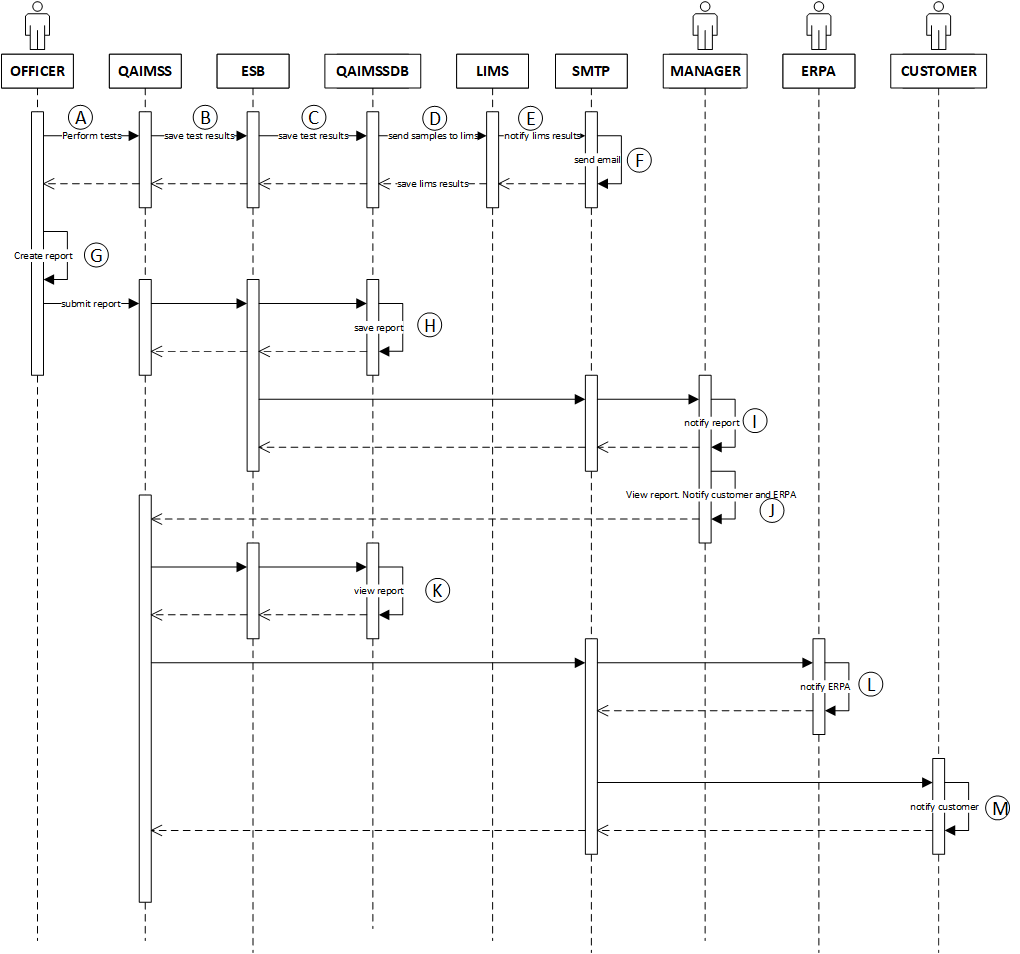 OFFICER QAIMSS ESB QAIMSSDB LIMS SMTP MANAGER ERPA CUSTOMER
A B C D E
Perform tests save test results save test results send samples to lims notify lims results
send email F
save lims results
Create report G
submit report
save report H
notify report I
View report. Notify customer and ERPA
J
view report K
notify ERPA L
notify customer M